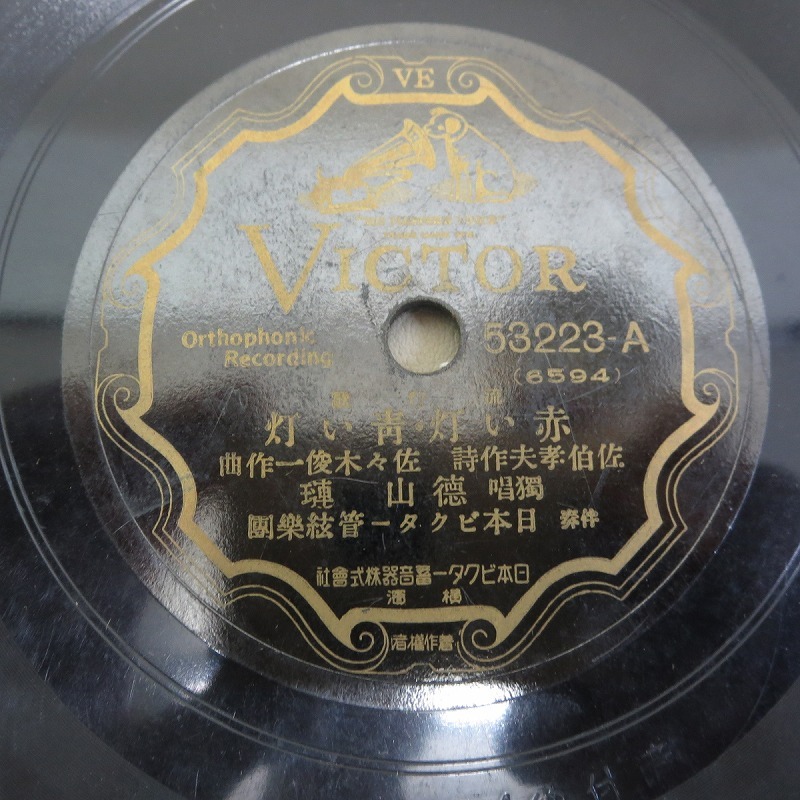 VE
VICTOR
Orthophonic
Recording
53223-A
(6594)
赤い灯・青い灯
佐伯孝夫作詩 佐々木俊一作曲
獨唱 德山 璉
伴奏 日本ビクター管絃樂團
日本ビクター蓄音器株式會社
横濱
著作權有